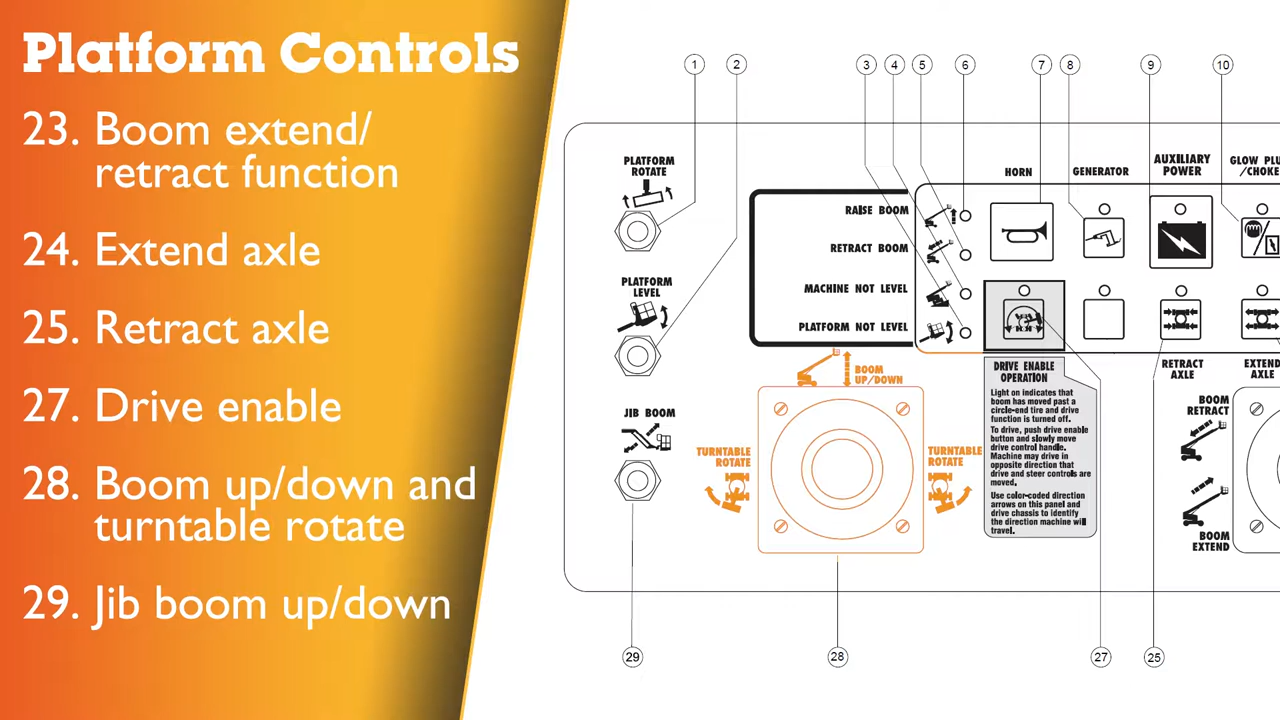 Platform Controls
23. Boom extend/
retract function
24. Extend axle
25. Retract axle
27. Drive enable
28. Boom up/down and
turntable rotate
29. Jib boom up/down
1
2
3
4
5
6
7
8
9
10
PLATFORM
ROTATE
PLATFORM
LEVEL
JIB BOOM
RAISE BOOM
RETRACT BOOM
MACHINE NOT LEVEL
PLATFORM NOT LEVEL
HORN
GENERATOR
AUXILIARY
POWER
GLOW PLU
/CHOKE
BOOM
UP/DOWN
TURNTABLE
ROTATE
TURNTABLE
ROTATE
DRIVE ENABLE
OPERATION
Light on indicates that
boom has moved past a
circle-end tire and drive
function is turned off.
To drive, push drive enable
button and slowly move
drive control handle.
Machine may drive in
opposite direction that
drive and steer controls are
moved.
Use color-coded direction
arrows on this panel and
drive chassis to identify
the direction machine will
travel.
RETRACT
AXLE
EXTEND
AXLE
BOOM
RETRACT
BOOM
EXTEND
29
28
27
25